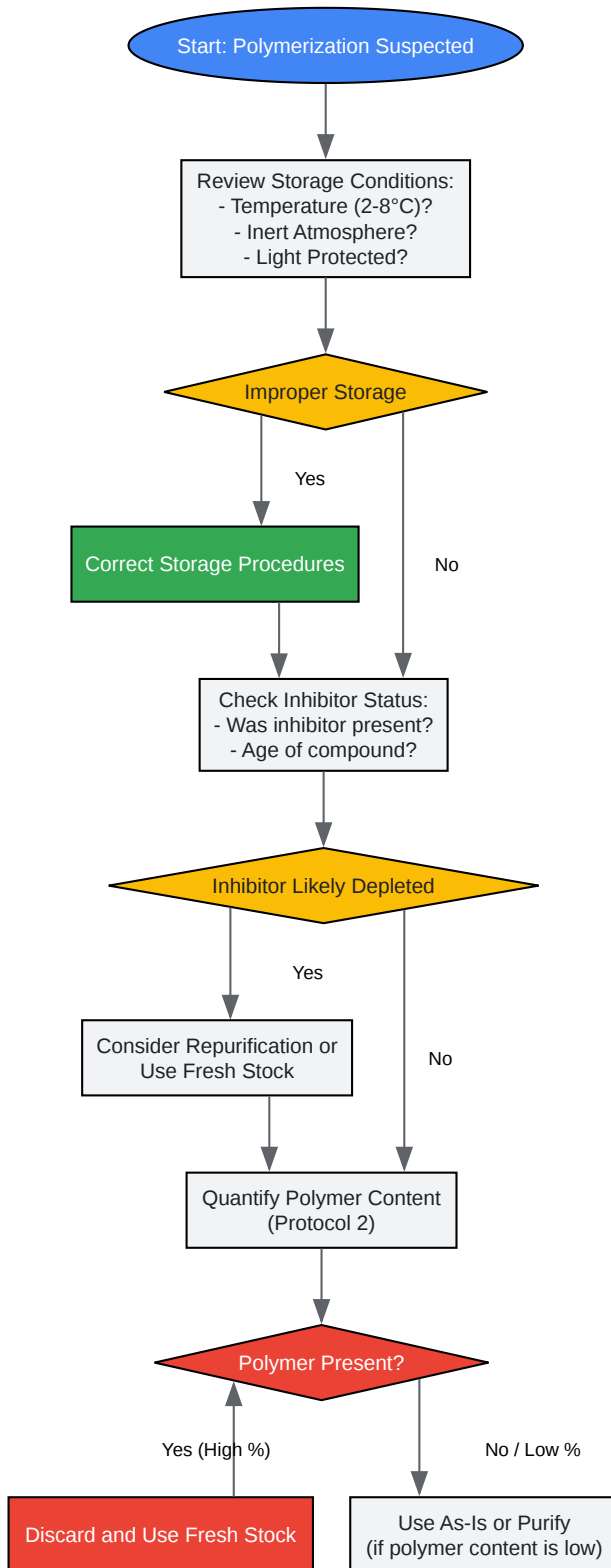 Start: Polymerization Suspected
Review Storage Conditions:
- Temperature (2-8°C)?
- Inert Atmosphere?
- Light Protected?
Improper Storage
Yes
Correct Storage Procedures
No
Check Inhibitor Status:
- Was inhibitor present?
- Age of compound?
Inhibitor Likely Depleted
Yes
Consider Repurification or
Use Fresh Stock
No
Quantify Polymer Content
(Protocol 2)
Polymer Present?
Yes (High %)
No / Low %
Discard and Use Fresh Stock
Use As-Is or Purify
(if polymer content is low)